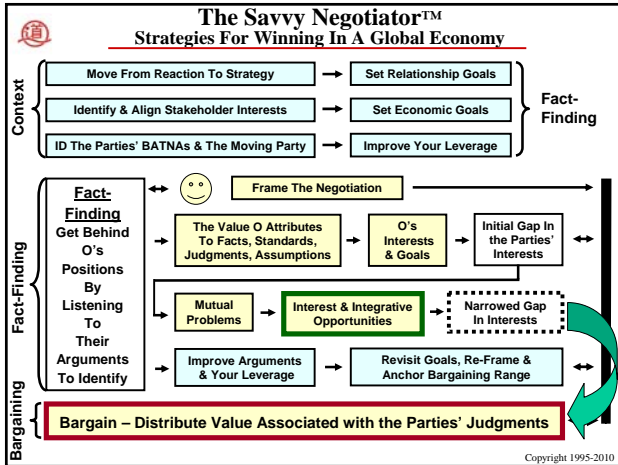 The Savvy Negotiator™
Strategies For Winning In A Global Economy
道
Context
Move From Reaction To Strategy
Set Relationship Goals
Identify & Align Stakeholder Interests
Set Economic Goals
ID The Parties' BATNAs & The Moving Party
Improve Your Leverage
Fact-
Finding
Fact-Finding
Fact-
Finding
Get Behind
O's
Positions
By
Listening
To
Their
Arguments
To Identify
Frame The Negotiation
The Value O Attributes
To Facts, Standards,
Judgments, Assumptions
O's
Interests
& Goals
Initial Gap In
the Parties'
Interests
Mutual
Problems
Interest & Integrative
Opportunities
Narrowed Gap
In Interests
Improve Arguments
& Your Leverage
Revisit Goals, Re-Frame &
Anchor Bargaining Range
Bargaining
Bargain – Distribute Value Associated with the Parties' Judgments
Copyright 1995-2010